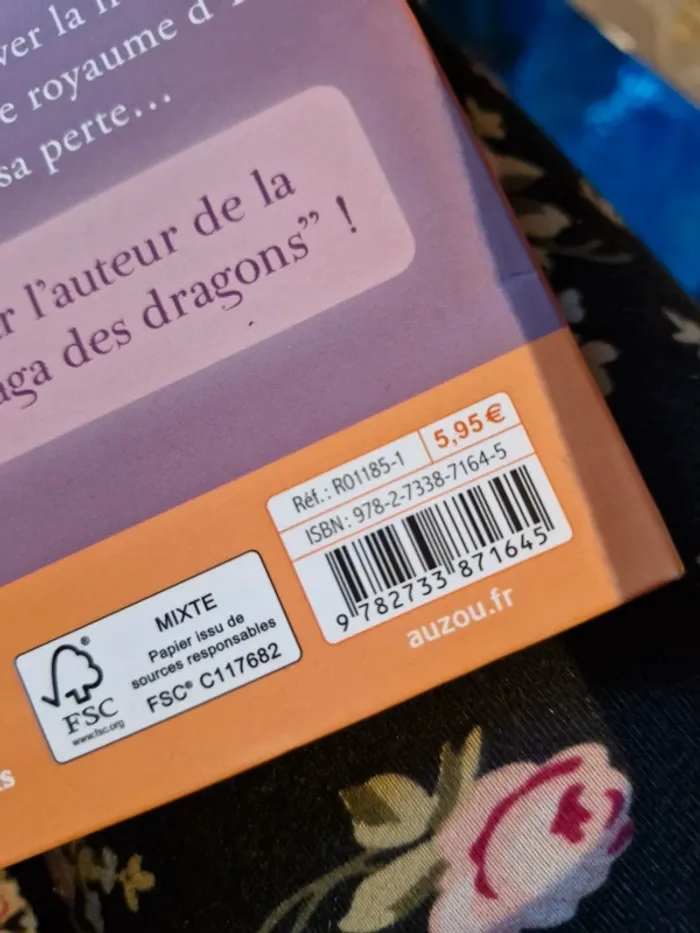 ver la
e royaume d'
sa perte...
r l'auteur de la
aga des dragons” !
Réf.: R01185-1
5,95€
ISBN: 978-2-7338-7164-5
9 782733 871645
auzou.fr
MIXTE
Papier issu de
sources responsables
FSC® C117682
FSC
www.fsc.org